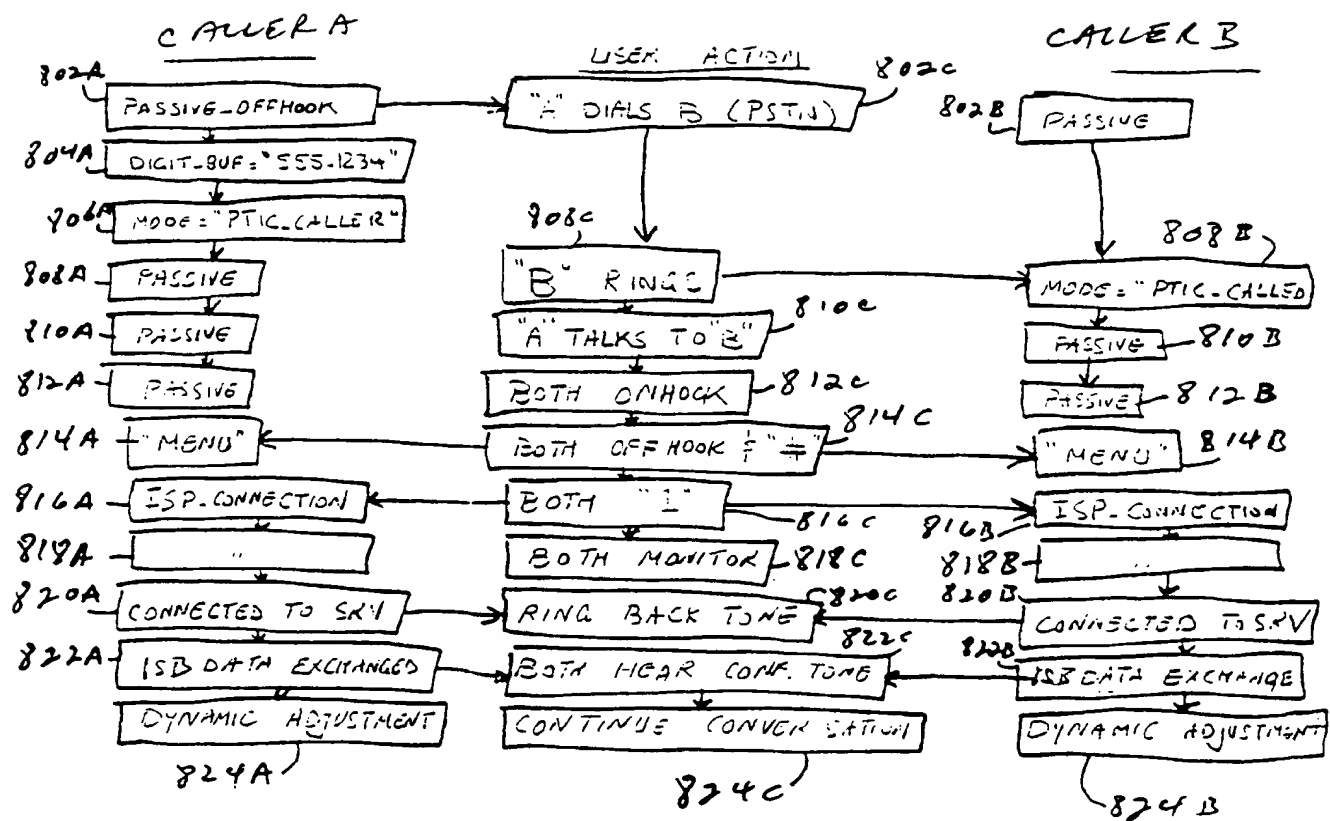 CALLER A
USER ACTION
CALLER B
802A
PASSIVE_OFFHOOK
"A" DIALS B (PSTN)
802C
802B
PASSIVE
804A
DIGIT_BUF="555-1234"
806A
MODE="PTIC_CALLER"
808C
808B
808A
PASSIVE
"B" RINGS
MODE="PTIC_CALLED
810A
PASSIVE
"A" TALKS TO "B"
810C
PASSIVE
810B
812A
PASSIVE
BOTH ONHOOK
812C
PASSIVE
812B
814A
"MENU"
BOTH OFFHOOK
814C
"MENU"
814B
816A
ISP_CONNECTION
BOTH "1"
816C
816B
ISP_CONNECTION
818A
..
BOTH MONITOR
818C
818B
..
820A
CONNECTED TO SRV
RING BACK TONE
820C
820B
CONNECTED TO SRV
822A
ISB DATA EXCHANGED
BOTH HEAR CONF. TONE
822C
822B
ISB DATA EXCHANGE
DYNAMIC ADJUSTMENT
CONTINUE CONVERSATION
DYNAMIC ADJUSTMENT
824A
824C
824B